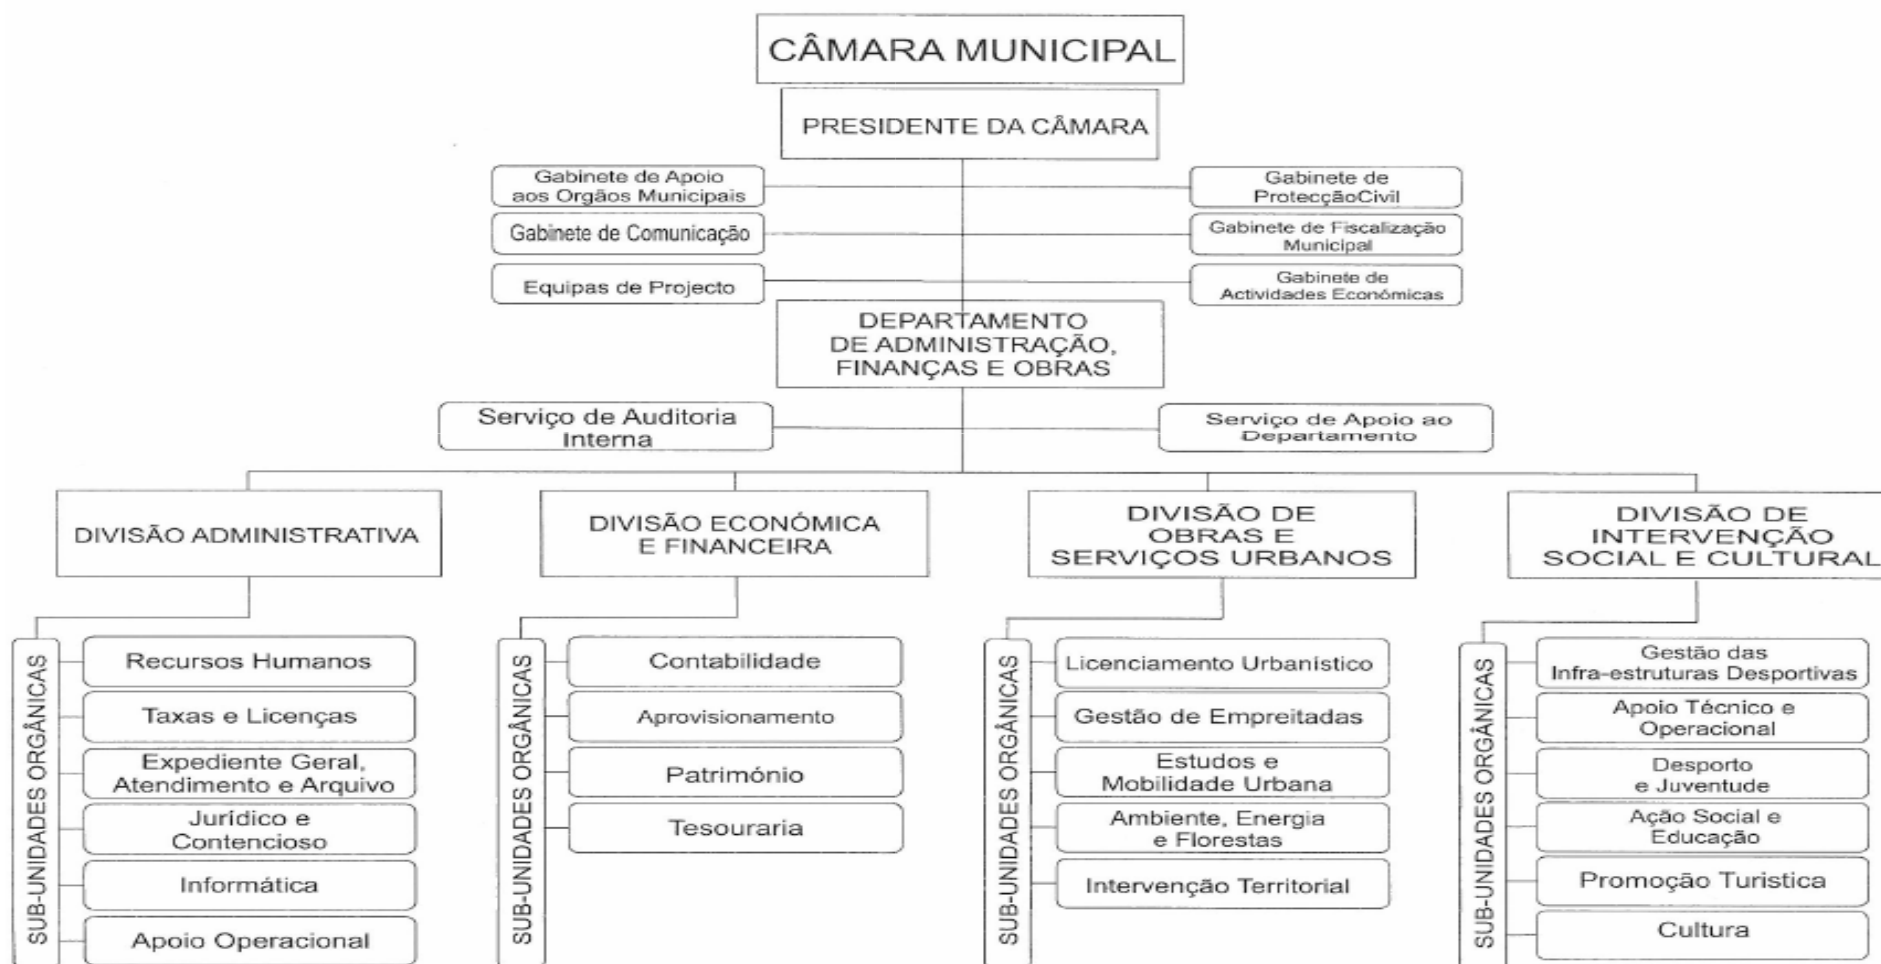 CÂMARA MUNICIPAL
PRESIDENTE DA CÂMARA
Gabinete de Apoio
aos Orgãos Municipais
Gabinete de
ProtecçãoCivil
Gabinete de Comunicação
Gabinete de Fiscalização
Municipal
Equipas de Projecto
Gabinete de
Actividades Económicas
DEPARTAMENTO
DE ADMINISTRAÇÃO,
FINANÇAS E OBRAS
Serviço de Auditoria
Interna
Serviço de Apoio ao
Departamento
DIVISÃO ADMINISTRATIVA
DIVISÃO ECONÓMICA
E FINANCEIRA
DIVISÃO DE
OBRAS E
SERVIÇOS URBANOS
DIVISÃO DE
INTERVENÇÃO
SOCIAL E CULTURAL
SUB-UNIDADES ORGÂNICAS
Recursos Humanos
Taxas e Licenças
Expediente Geral,
Atendimento e Arquivo
Jurídico e
Contencioso
Informática
Apoio Operacional
SUB-UNIDADES ORGÂNICAS
Contabilidade
Aprovisionamento
Património
Tesouraria
SUB-UNIDADES ORGÂNICAS
Licenciamento Urbanístico
Gestão de Empreitadas
Estudos e
Mobilidade Urbana
Ambiente, Energia
e Florestas
Intervenção Territorial
SUB-UNIDADES ORGÂNICAS
Gestão das
Infra-estruturas Desportivas
Apoio Técnico e
Operacional
Desporto
e Juventude
Ação Social e
Educação
Promoção Turistica
Cultura